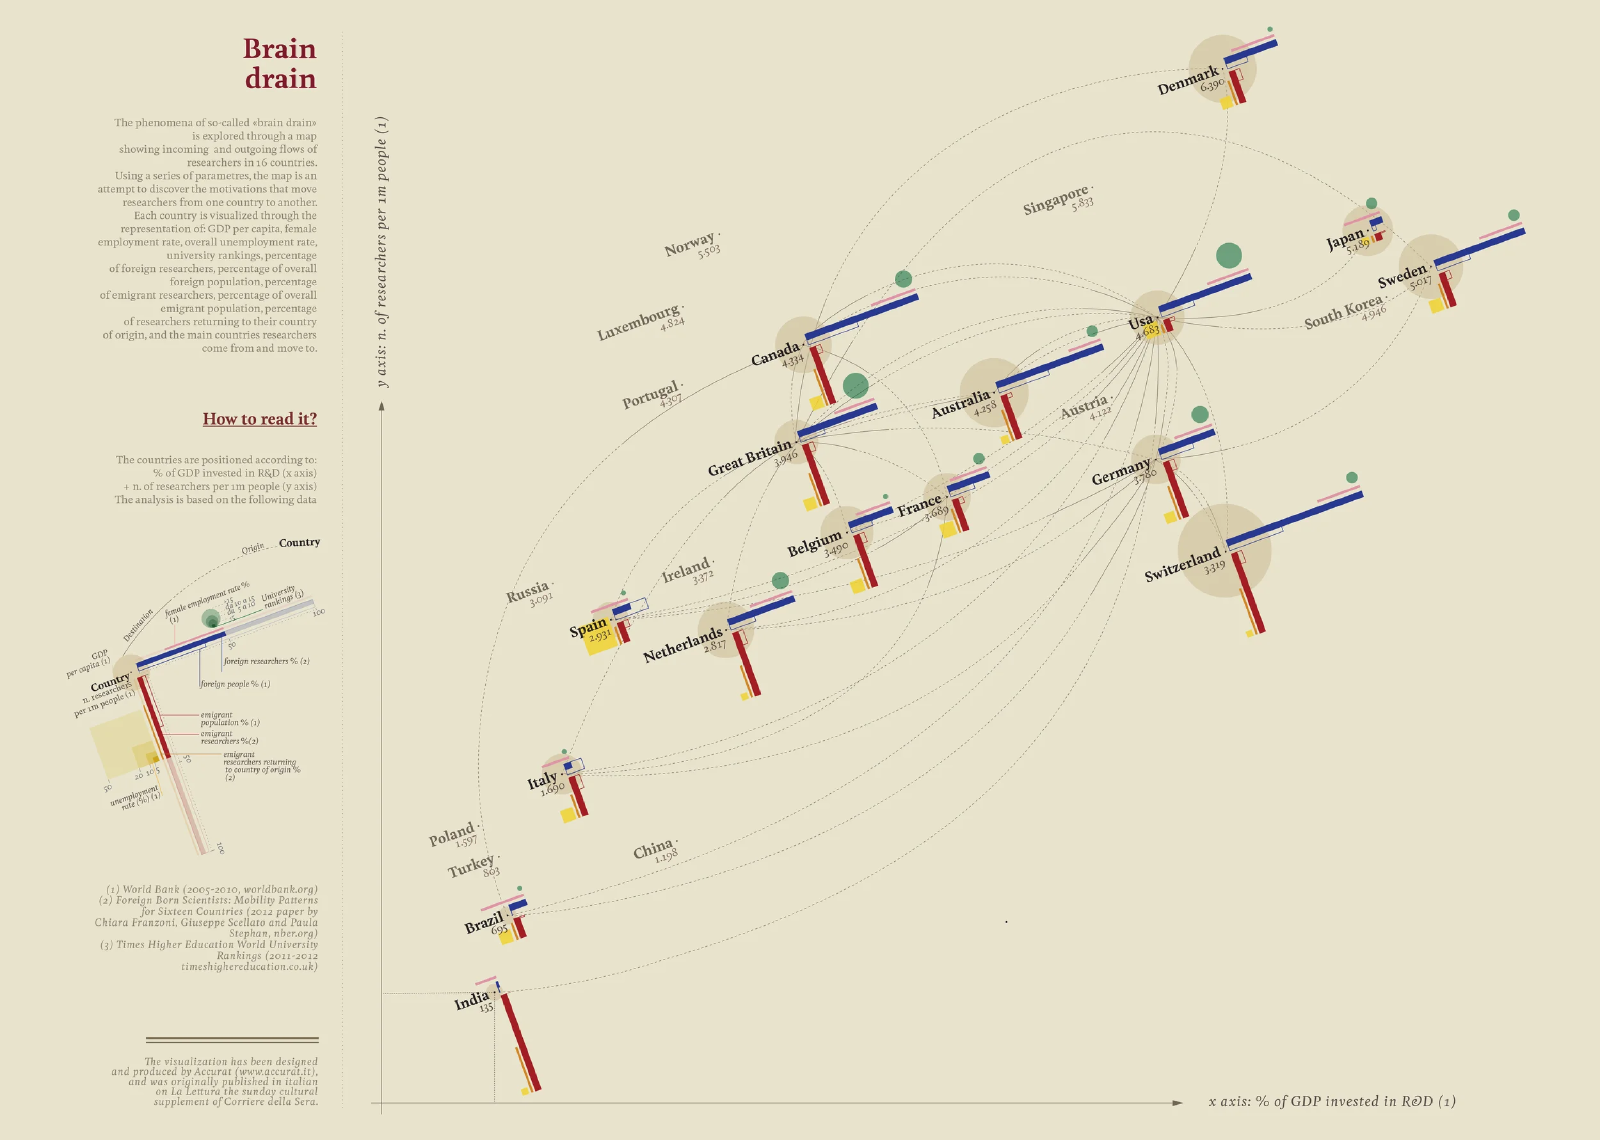 Brain
drain
The phenomena of so-called «brain drain»
is explored through a map
showing incoming and outgoing flows of
researchers in 16 countries.
Using a series of parametres, the map is an
attempt to discover the motivations that move
researchers from one country to another.
Each country is visualized through the
representation of: GDP per capita, female
employment rate, overall unemployment rate,
university rankings, percentage
of foreign researchers, percentage of overall
foreign population, percentage
of emigrant researchers, percentage of overall
emigrant population, percentage
of researchers returning to their country
of origin, and the main countries researchers
come from and move to.
How to read it?
The countries are positioned according to:
% of GDP invested in R&D (x axis)
+ n. of researchers per 1m people (y axis)
The analysis is based on the following data
Origin
Country
Destination
female employment rate %
(1)
University
rankings (3)
100
50
GDP
per capita (1)
Country
n. researchers
per 1m people (1)
foreign researchers % (2)
foreign people % (1)
emigrant
population % (1)
emigrant
researchers %(2)
emigrant
researchers returning
to country of origin %
(2)
50
50
20 10 5
unemployment
rate (%) (1)
100
(1) World Bank (2005-2010, worldbank.org)
(2) Foreign Born Scientists: Mobility Patterns
for Sixteen Countries (2012 paper by
Chiara Franzoni, Giuseppe Scellato and Paula
Stephan, nber.org)
(3) Times Higher Education World University
Rankings (2011-2012
timeshighereducation.co.uk)
The visualization has been designed
and produced by Accurat (www.accurat.it),
and was originally published in italian
on La Lettura the sunday cultural
supplement of Corriere della Sera.
y axis: n. of researchers per 1m people (1)
Denmark
6.390
Singapore
5.833
Norway
5.503
Japan
5.189
Sweden
5.017
South Korea
4.946
Luxembourg
4.824
Usa
4.683
Canada
4.334
Portugal
4.307
Australia
4.258
Austria
4.122
Great Britain
3.946
Germany
3.780
France
3.689
Belgium
3.490
Ireland
3.372
Switzerland
3.319
Russia
3.091
Spain
2.931
Netherlands
2.817
Italy
1.690
Poland
1.597
China
1.198
Turkey
803
Brazil
695
India
135
x axis: % of GDP invested in R&D (1)